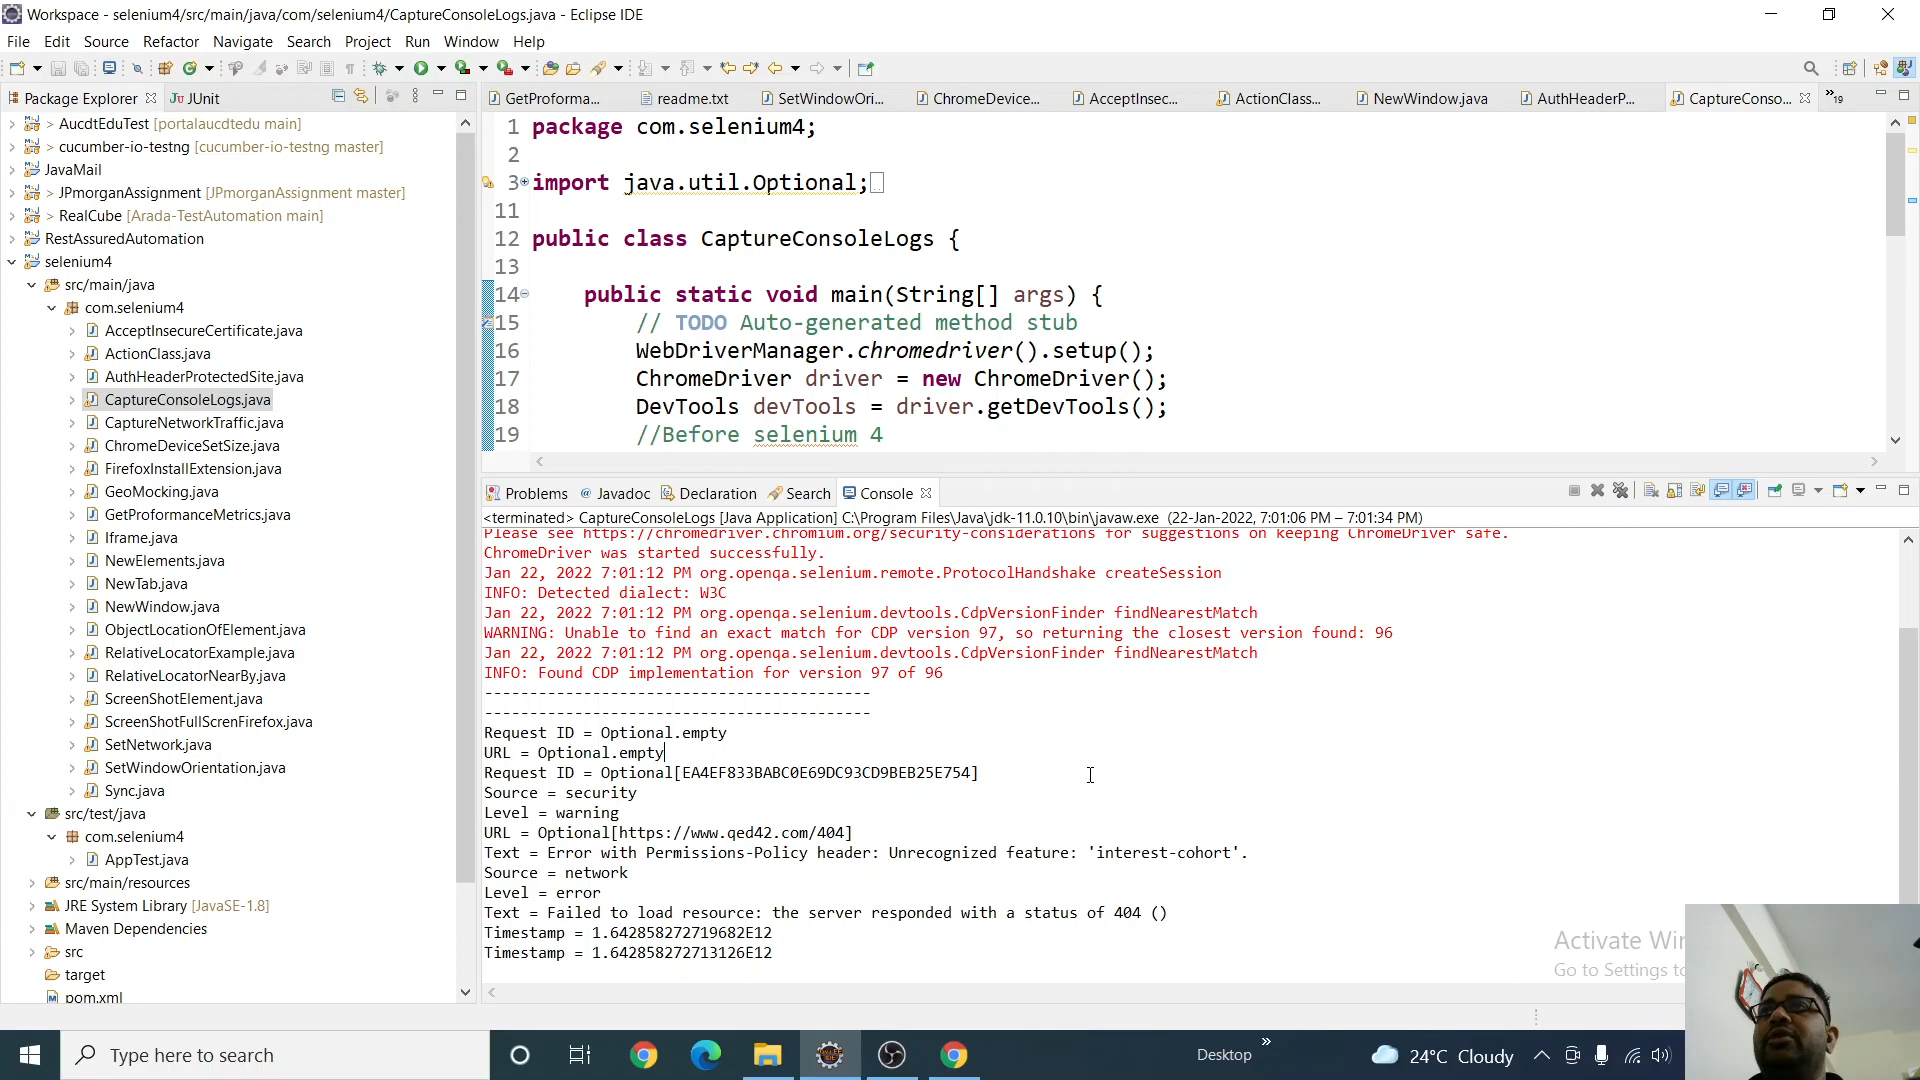 Workspace - selenium4/src/main/java/com/selenium4/CaptureConsoleLogs.java - Eclipse IDE
File Edit Source Refactor Navigate Search Project Run Window Help
Package Explorer JUnit
GetProforma... readme.txt SetWindowOri... ChromeDevice... AcceptInsec... ActionClass... NewWindow.java AuthHeaderP... CaptureConso... 19
> AucdtEduTest [portalaucdtedu main]
> cucumber-io-testng [cucumber-io-testng master]
JavaMail
> JPmorganAssignment [JPmorganAssignment master]
> RealCube [Arada-TestAutomation main]
RestAssuredAutomation
selenium4
src/main/java
com.selenium4
AcceptInsecureCertificate.java
ActionClass.java
AuthHeaderProtectedSite.java
CaptureConsoleLogs.java
CaptureNetworkTraffic.java
ChromeDeviceSetSize.java
FirefoxInstallExtension.java
GeoMocking.java
GetProformanceMetrics.java
Iframe.java
NewElements.java
NewTab.java
NewWindow.java
ObjectLocationOfElement.java
RelativeLocatorExample.java
RelativeLocatorNearBy.java
ScreenShotElement.java
ScreenShotFullScrenFirefox.java
SetNetwork.java
SetWindowOrientation.java
Sync.java
src/test/java
com.selenium4
AppTest.java
src/main/resources
JRE System Library [JavaSE-1.8]
Maven Dependencies
src
target
pom.xml
1 package com.selenium4;
2
3 import java.util.Optional;
11
12 public class CaptureConsoleLogs {
13
14 public static void main(String[] args) {
15 // TODO Auto-generated method stub
16 WebDriverManager.chromedriver().setup();
17 ChromeDriver driver = new ChromeDriver();
18 DevTools devTools = driver.getDevTools();
19 //Before selenium 4
Problems Javadoc Declaration Search Console
<terminated> CaptureConsoleLogs [Java Application] C:\Program Files\Java\jdk-11.0.10\bin\javaw.exe (22-Jan-2022, 7:01:06 PM – 7:01:34 PM)
Please see https://chromedriver.chromium.org/security-considerations for suggestions on keeping ChromeDriver safe.
ChromeDriver was started successfully.
Jan 22, 2022 7:01:12 PM org.openqa.selenium.remote.ProtocolHandshake createSession
INFO: Detected dialect: W3C
Jan 22, 2022 7:01:12 PM org.openqa.selenium.devtools.CdpVersionFinder findNearestMatch
WARNING: Unable to find an exact match for CDP version 97, so returning the closest version found: 96
Jan 22, 2022 7:01:12 PM org.openqa.selenium.devtools.CdpVersionFinder findNearestMatch
INFO: Found CDP implementation for version 97 of 96
-------------------------------------------
-------------------------------------------
Request ID = Optional.empty
URL = Optional.empty
Request ID = Optional[EA4EF833BABC0E69DC93CD9BEB25E754]
Source = security
Level = warning
URL = Optional[https://www.qed42.com/404]
Text = Error with Permissions-Policy header: Unrecognized feature: 'interest-cohort'.
Source = network
Level = error
Text = Failed to load resource: the server responded with a status of 404 ()
Timestamp = 1.642858272719682E12
Timestamp = 1.642858272713126E12
Activate Wi
Go to Settings t
Type here to search
Desktop
24°C Cloudy